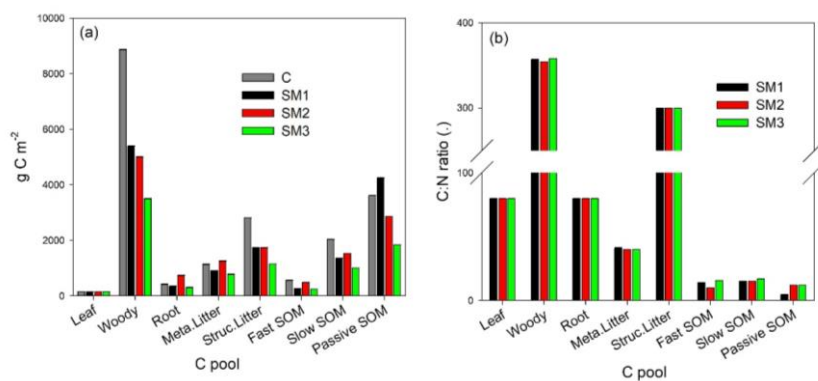 (a)
10000
8000
6000
4000
2000
0
g C m-2
C
SM1
SM2
SM3
Leaf
Woody
Root
Meta.Litter
Struc.Litter
Fast SOM
Slow SOM
Passive SOM
C pool
(b)
400
300
100
0
C:N ratio (.)
SM1
SM2
SM3
Leaf
Woody
Root
Meta.Litter
Struc.Litter
Fast SOM
Slow SOM
Passive SOM
C pool